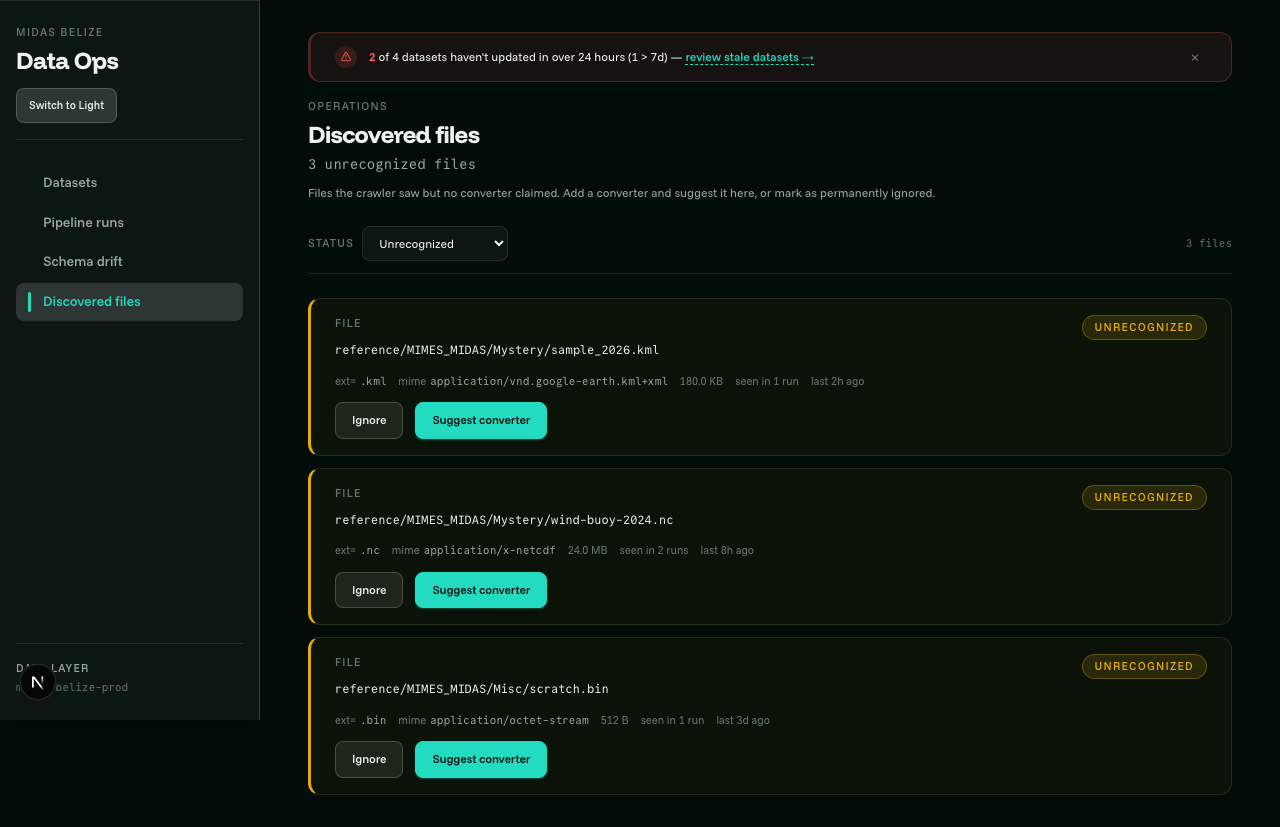 MIDAS BELIZE
Data Ops
Switch to Light
Datasets
Pipeline runs
Schema drift
Discovered files
LAYER
belize-prod
N
2 of 4 datasets haven't updated in over 24 hours (1 > 7d) — review stale datasets →
×
OPERATIONS
Discovered files
3 unrecognized files
Files the crawler saw but no converter claimed. Add a converter and suggest it here, or mark as permanently ignored.
STATUS Unrecognized 3 files
FILE UNRECOGNIZED
reference/MIMES_MIDAS/Mystery/sample_2026.kml
ext= .kml mime application/vnd.google-earth.kml+xml 180.0 KB seen in 1 run last 2h ago
Ignore Suggest converter
FILE UNRECOGNIZED
reference/MIMES_MIDAS/Mystery/wind-buoy-2024.nc
ext= .nc mime application/x-netcdf 24.0 MB seen in 2 runs last 8h ago
Ignore Suggest converter
FILE UNRECOGNIZED
reference/MIMES_MIDAS/Misc/scratch.bin
ext= .bin mime application/octet-stream 512 B seen in 1 run last 3d ago
Ignore Suggest converter